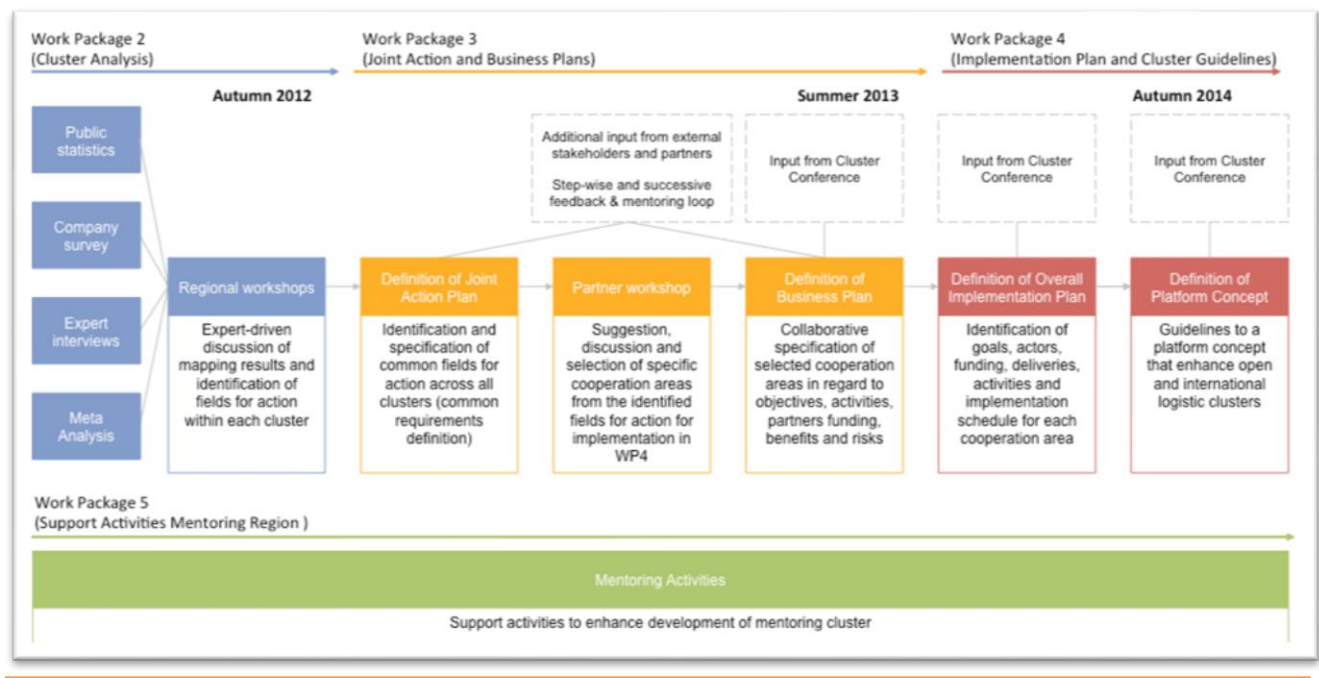 Work Package 2
(Cluster Analysis)
Work Package 3
(Joint Action and Business Plans)
Work Package 4
(Implementation Plan and Cluster Guidelines)
Autumn 2012
Summer 2013
Autumn 2014
Public
statistics
Company
survey
Expert
interviews
Meta
Analysis
Additional input from external
stakeholders and partners
Step-wise and successive
feedback & mentoring loop
Input from Cluster
Conference
Input from Cluster
Conference
Input from Cluster
Conference
Regional workshops
Expert-driven
discussion of
mapping results and
identification of
fields for action
within each cluster
Definition of Joint
Action Plan
Identification and
specification of
common fields for
action across all
clusters (common
requirements
definition)
Partner workshop
Suggestion,
discussion and
selection of specific
cooperation areas
from the identified
fields for action for
implementation in
WP4
Definition of
Business Plan
Collaborative
specification of
selected cooperation
areas in regard to
objectives, activities,
partners funding,
benefits and risks
Definition of Overall
Implementation Plan
Identification of
goals, actors,
funding, deliveries,
activities and
implementation
schedule for each
cooperation area
Definition of
Platform Concept
Guidelines to a
platform concept
that enhance open
and international
logistic clusters
Work Package 5
(Support Activities Mentoring Region )
Mentoring Activities
Support activities to enhance development of mentoring cluster